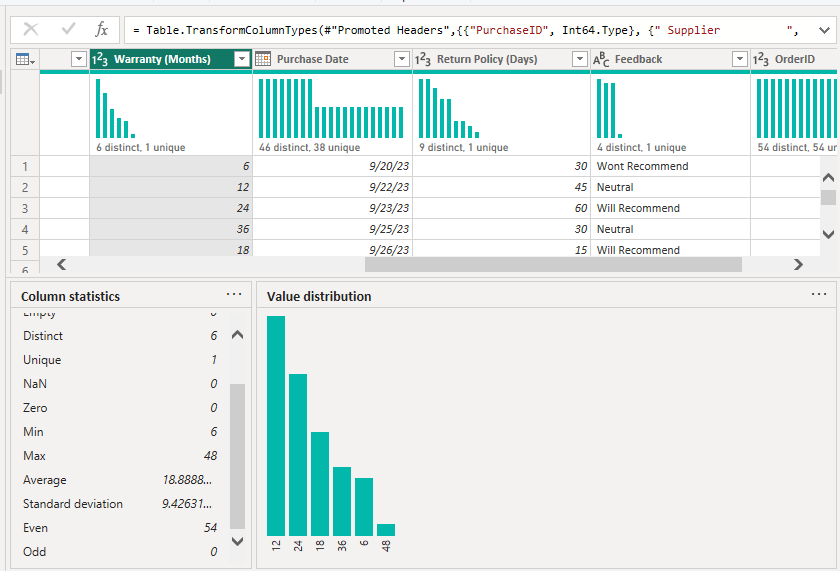 fx = Table.TransformColumnTypes(#"Promoted Headers",{{"PurchaseID", Int64.Type}, {" Supplier ",
1²3 Warranty (Months) Purchase Date 1²3 Return Policy (Days) ABC Feedback 1²3 OrderID
6 distinct, 1 unique 46 distinct, 38 unique 9 distinct, 1 unique 4 distinct, 1 unique 54 distinct, 54 ur
1 6 9/20/23 30 Wont Recommend
2 12 9/22/23 45 Neutral
3 24 9/23/23 60 Will Recommend
4 36 9/25/23 30 Neutral
5 18 9/26/23 15 Will Recommend
6
Column statistics ...
Empty 0
Distinct 6
Unique 1
NaN 0
Zero 0
Min 6
Max 48
Average 18.8888...
Standard deviation 9.42631...
Even 54
Odd 0
Value distribution ...
12 24 18 36 6 48